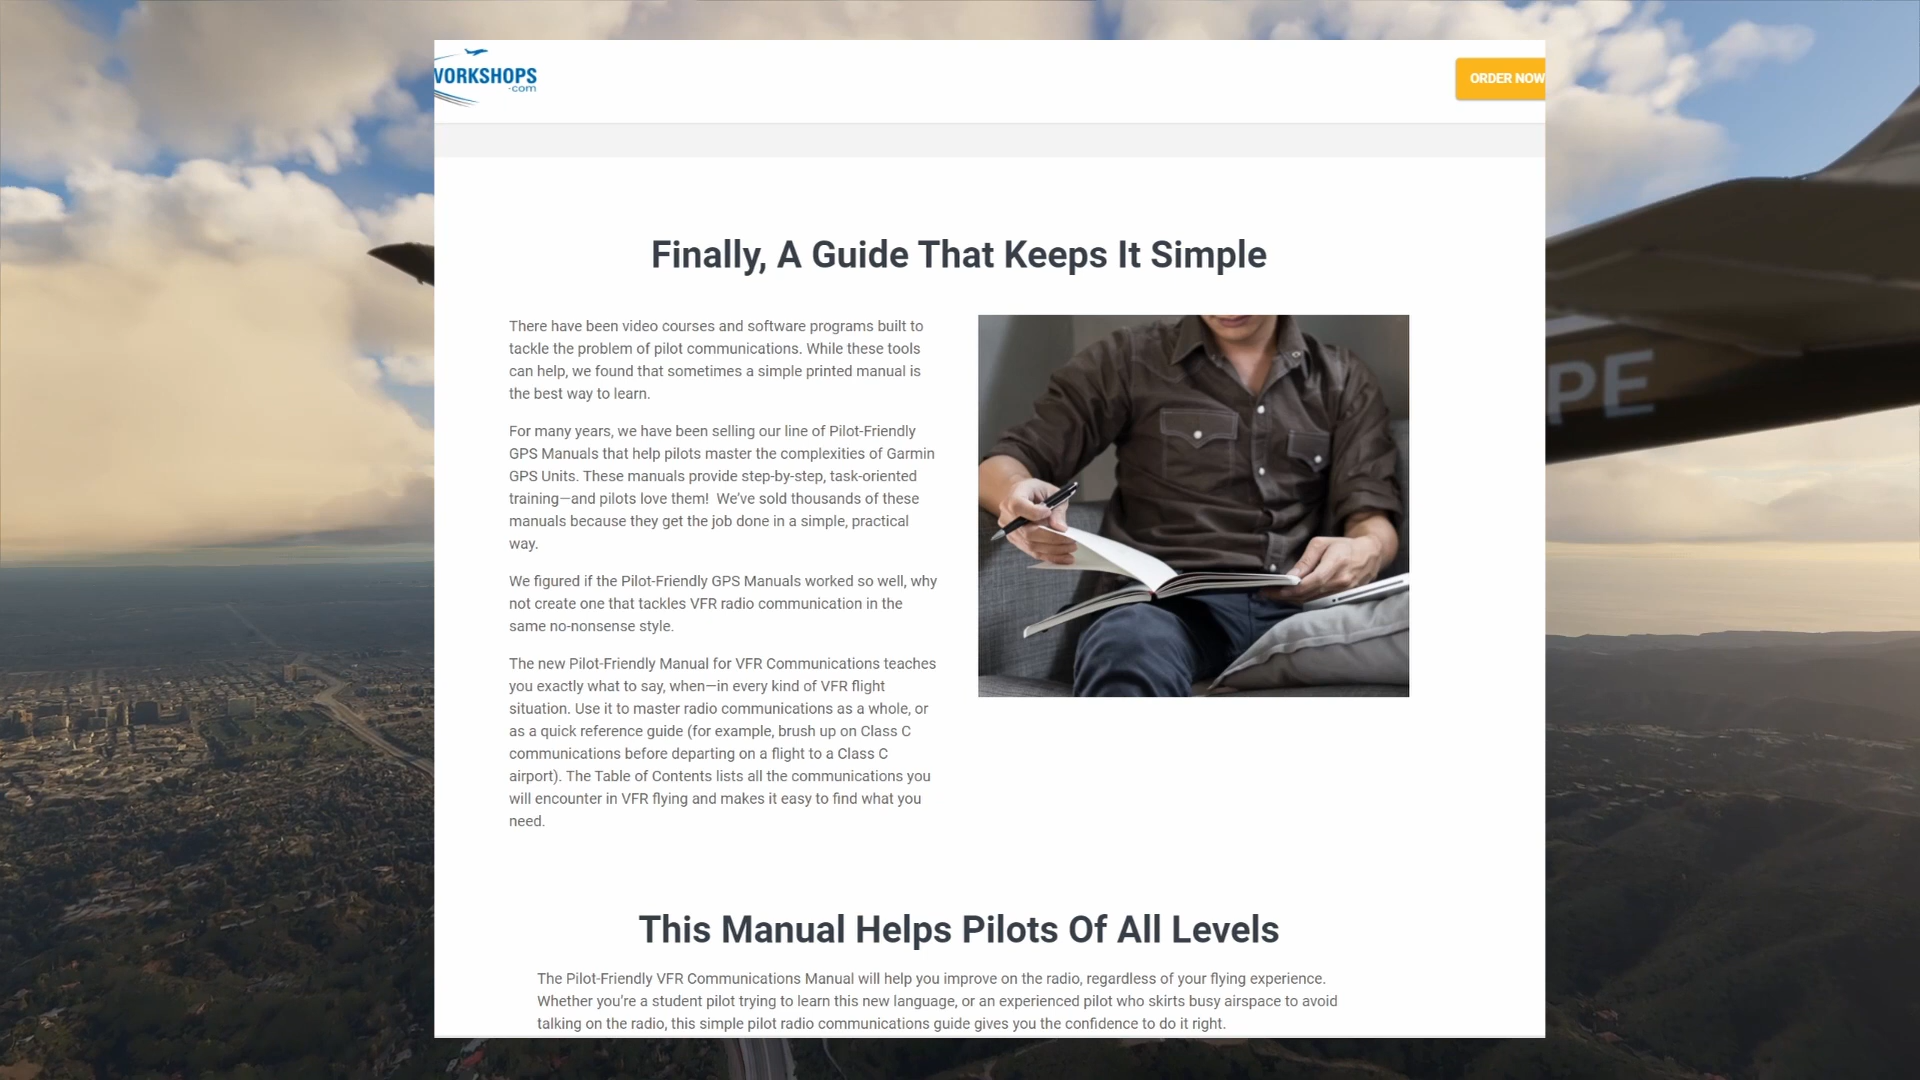 WORKSHOPS
.com
ORDER NOW
Finally, A Guide That Keeps It Simple
There have been video courses and software programs built to
tackle the problem of pilot communications. While these tools
can help, we found that sometimes a simple printed manual is
the best way to learn.
For many years, we have been selling our line of Pilot-Friendly
GPS Manuals that help pilots master the complexities of Garmin
GPS Units. These manuals provide step-by-step, task-oriented
training—and pilots love them!  We've sold thousands of these
manuals because they get the job done in a simple, practical
way.
We figured if the Pilot-Friendly GPS Manuals worked so well, why
not create one that tackles VFR radio communication in the
same no-nonsense style.
The new Pilot-Friendly Manual for VFR Communications teaches
you exactly what to say, when—in every kind of VFR flight
situation. Use it to master radio communications as a whole, or
as a quick reference guide (for example, brush up on Class C
communications before departing on a flight to a Class C
airport). The Table of Contents lists all the communications you
will encounter in VFR flying and makes it easy to find what you
need.
PE
This Manual Helps Pilots Of All Levels
The Pilot-Friendly VFR Communications Manual will help you improve on the radio, regardless of your flying experience.
Whether you're a student pilot trying to learn this new language, or an experienced pilot who skirts busy airspace to avoid
talking on the radio, this simple pilot radio communications guide gives you the confidence to do it right.